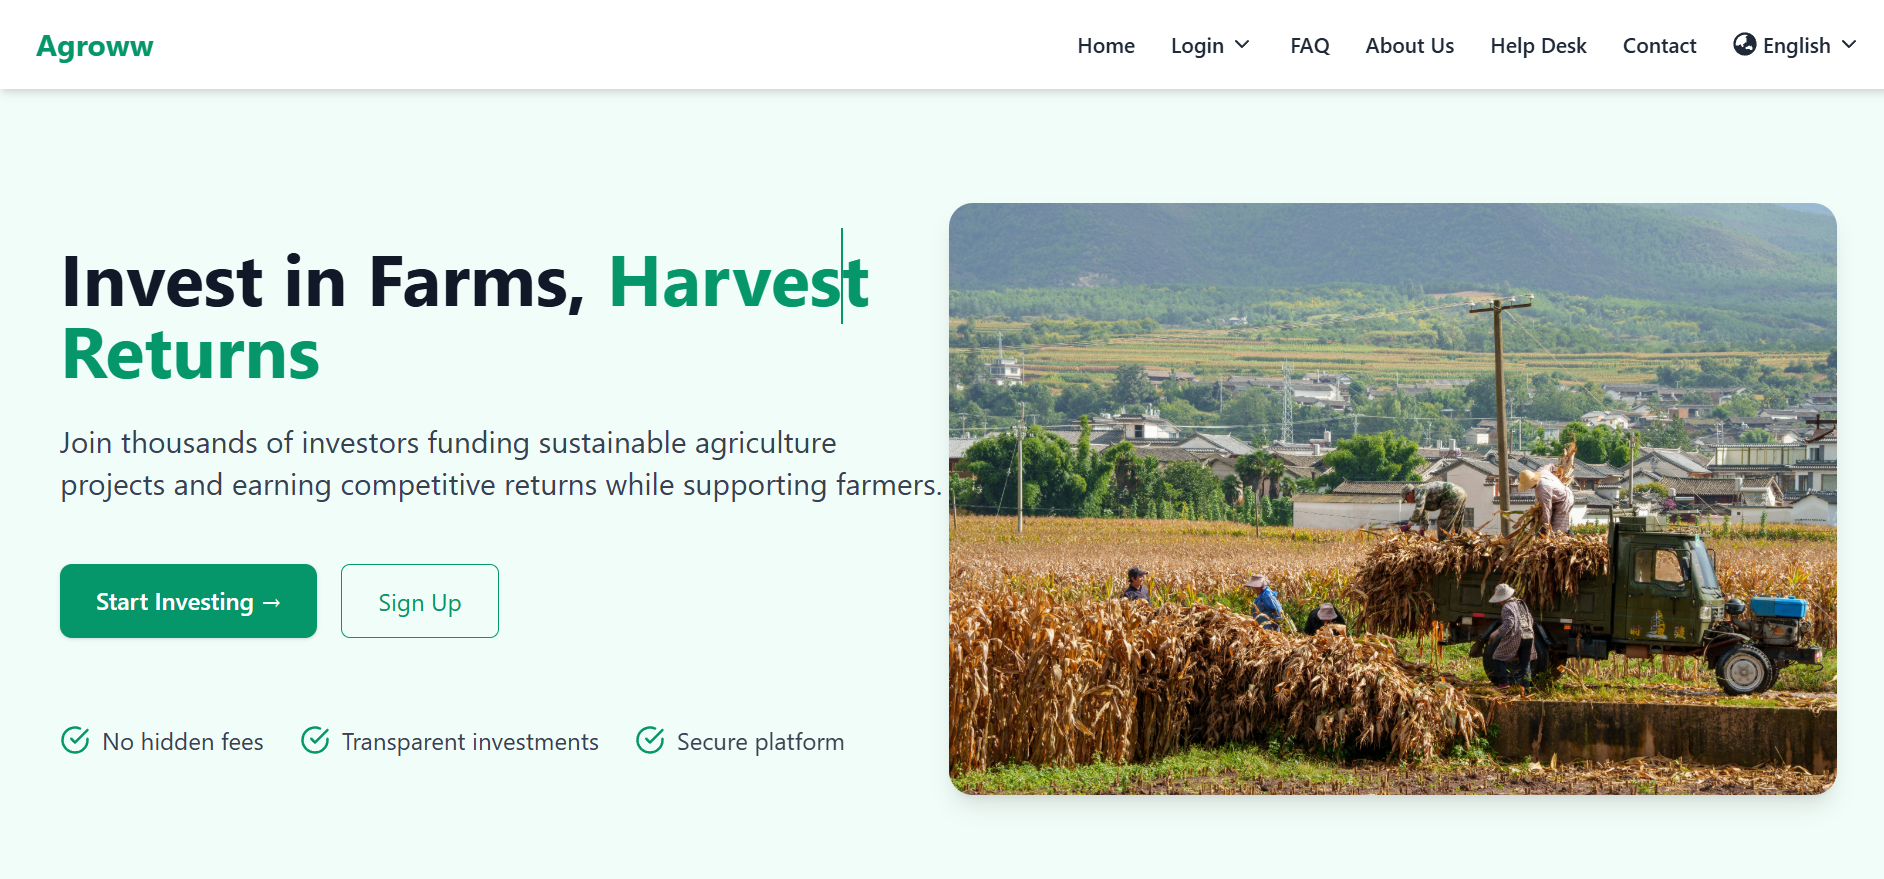 Agroww
Home Login FAQ About Us Help Desk Contact English
Invest in Farms, Harvest
Returns
Join thousands of investors funding sustainable agriculture
projects and earning competitive returns while supporting farmers.
Start Investing → Sign Up
No hidden fees Transparent investments Secure platform